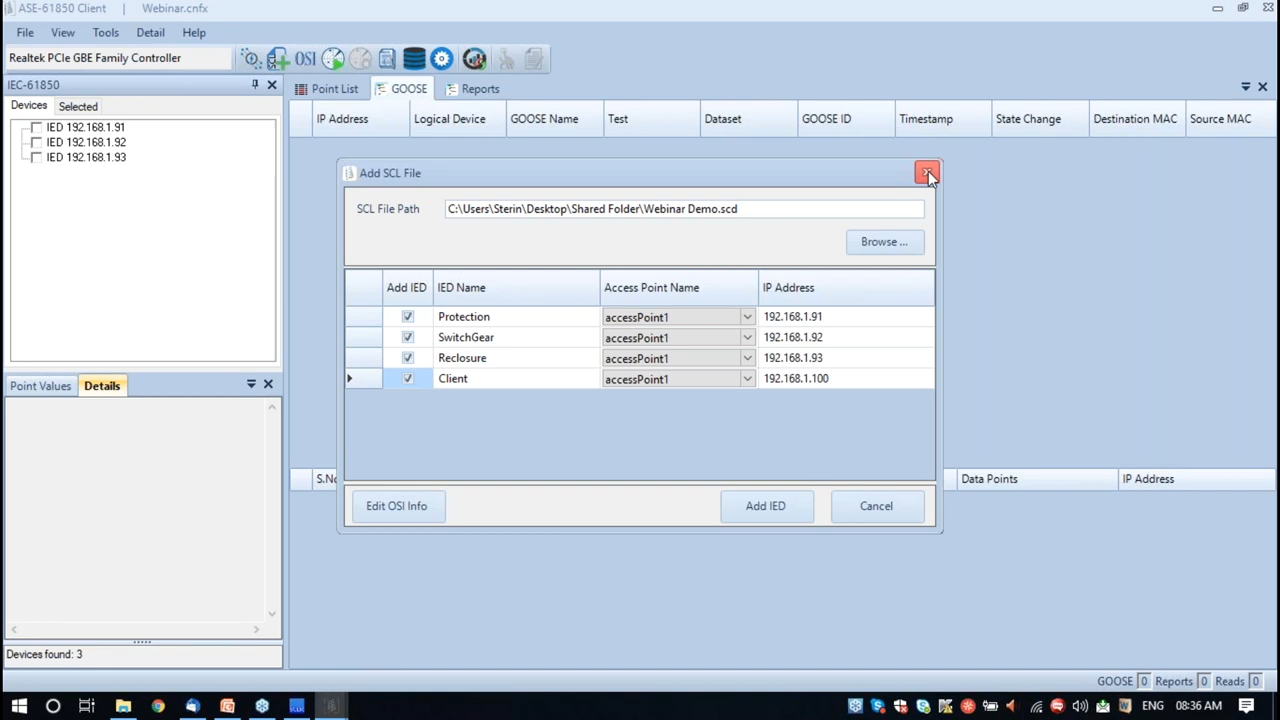 ASE-61850 Client | Webinar.cnfx
File View Tools Detail Help
Realtek PCIe GBE Family Controller OSI
IEC-61850
Devices Selected
IED 192.168.1.91
IED 192.168.1.92
IED 192.168.1.93
Point List GOOSE Reports
IP Address Logical Device GOOSE Name Test Dataset GOOSE ID Timestamp State Change Destination MAC Source MAC
Add SCL File
SCL File Path C:\Users\Sterin\Desktop\Shared Folder\Webinar Demo.scd
Browse ...
Add IED IED Name Access Point Name IP Address
Protection accessPoint1 192.168.1.91
SwitchGear accessPoint1 192.168.1.92
Reclosure accessPoint1 192.168.1.93
Client accessPoint1 192.168.1.100
Edit OSI Info Add IED Cancel
Point Values Details
S.No Data Points IP Address
Devices found: 3
GOOSE 0 Reports 0 Reads 0
ENG 08:36 AM